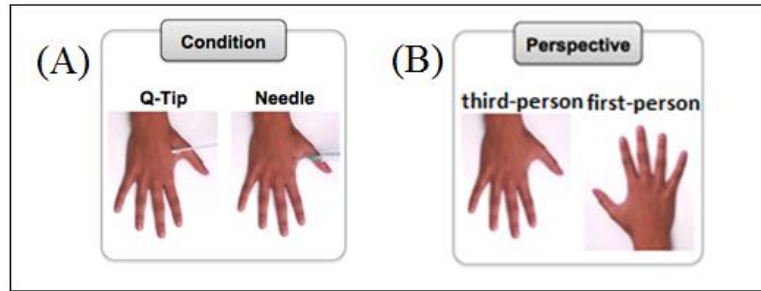 (A)
Condition
Q-Tip Needle
(B)
Perspective
third-person first-person